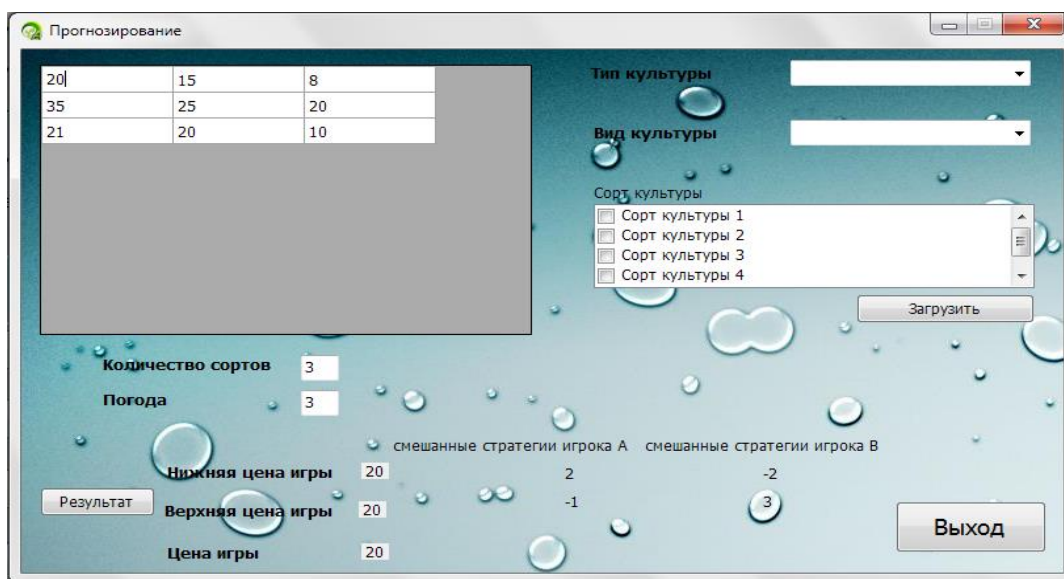 Прогнозирование
20 15 8
35 25 20
21 20 10
Тип культуры
Вид культуры
Сорт культуры
Сорт культуры 1
Сорт культуры 2
Сорт культуры 3
Сорт культуры 4
Загрузить
Количество сортов 3
Погода 3
смешанные стратегии игрока А смешанные стратегии игрока В
Нижняя цена игры 20 2 -2
Результат Верхняя цена игры 20 -1 3
Выход
Цена игры 20